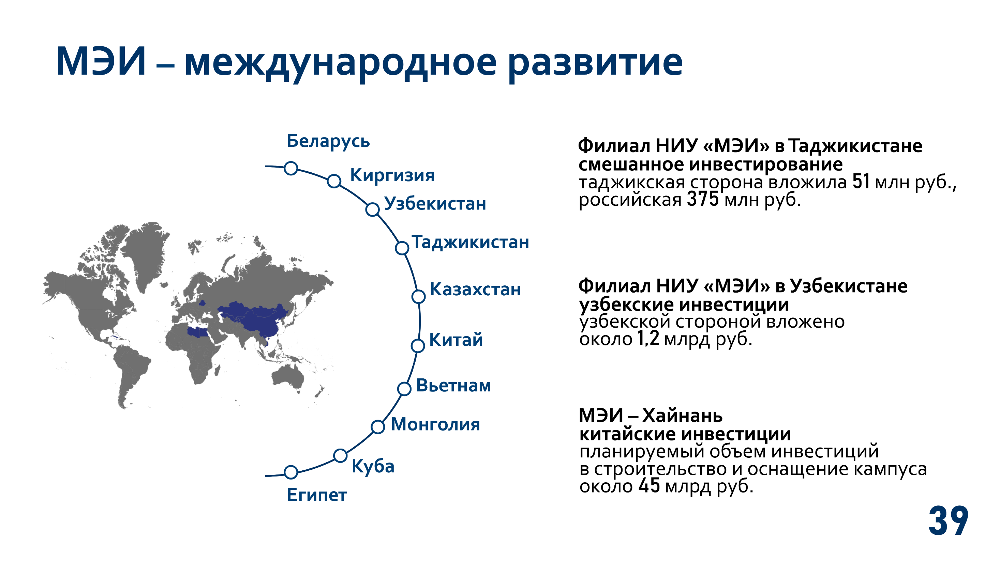 МЭИ – международное развитие
Беларусь
Киргизия
Узбекистан
Таджикистан
Казахстан
Китай
Вьетнам
Монголия
Куба
Египет
Филиал НИУ «МЭИ» в Таджикистане
смешанное инвестирование
таджикская сторона вложила 51 млн руб.,
российская 375 млн руб.
Филиал НИУ «МЭИ» в Узбекистане
узбекские инвестиции
узбекской стороной вложено
около 1,2 млрд руб.
МЭИ – Хайнань
китайские инвестиции
планируемый объем инвестиций
в строительство и оснащение кампуса
около 45 млрд руб.
39